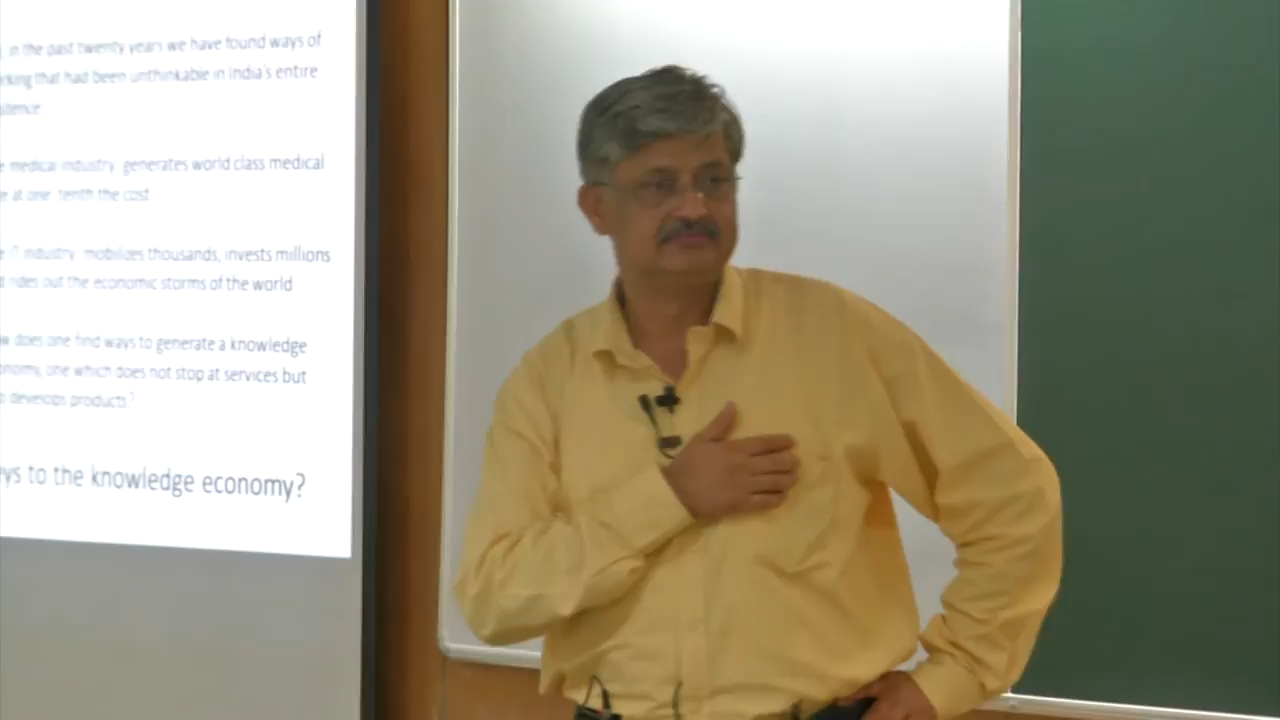 in the past twenty years we have found ways of
king that had been unthinkable in India's entire
medical industry generates world class medical
at one tenth the cost
IT industry mobilizes thousands, invests millions
rides out the economic storms of the world
does one find ways to generate a knowledge
one which does not stop at services but
develops products?
ys to the knowledge economy?